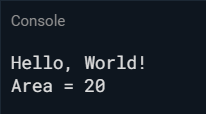 Console
Hello, World!
Area = 20